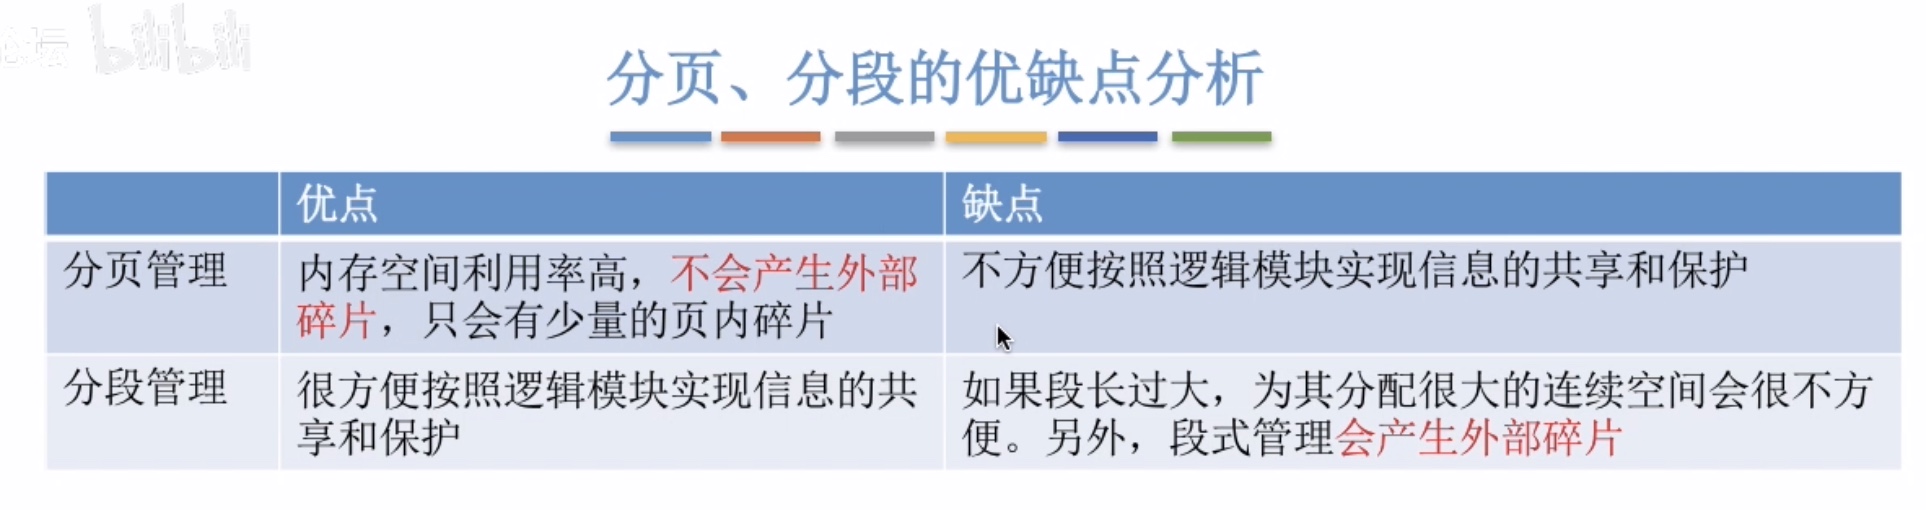 论坛 bilibili
分页、分段的优缺点分析
优点
缺点
分页管理
内存空间利用率高，不会产生外部
碎片，只会有少量的页内碎片
不方便按照逻辑模块实现信息的共享和保护
分段管理
很方便按照逻辑模块实现信息的共
享和保护
如果段长过大，为其分配很大的连续空间会很不方
便。另外，段式管理会产生外部碎片